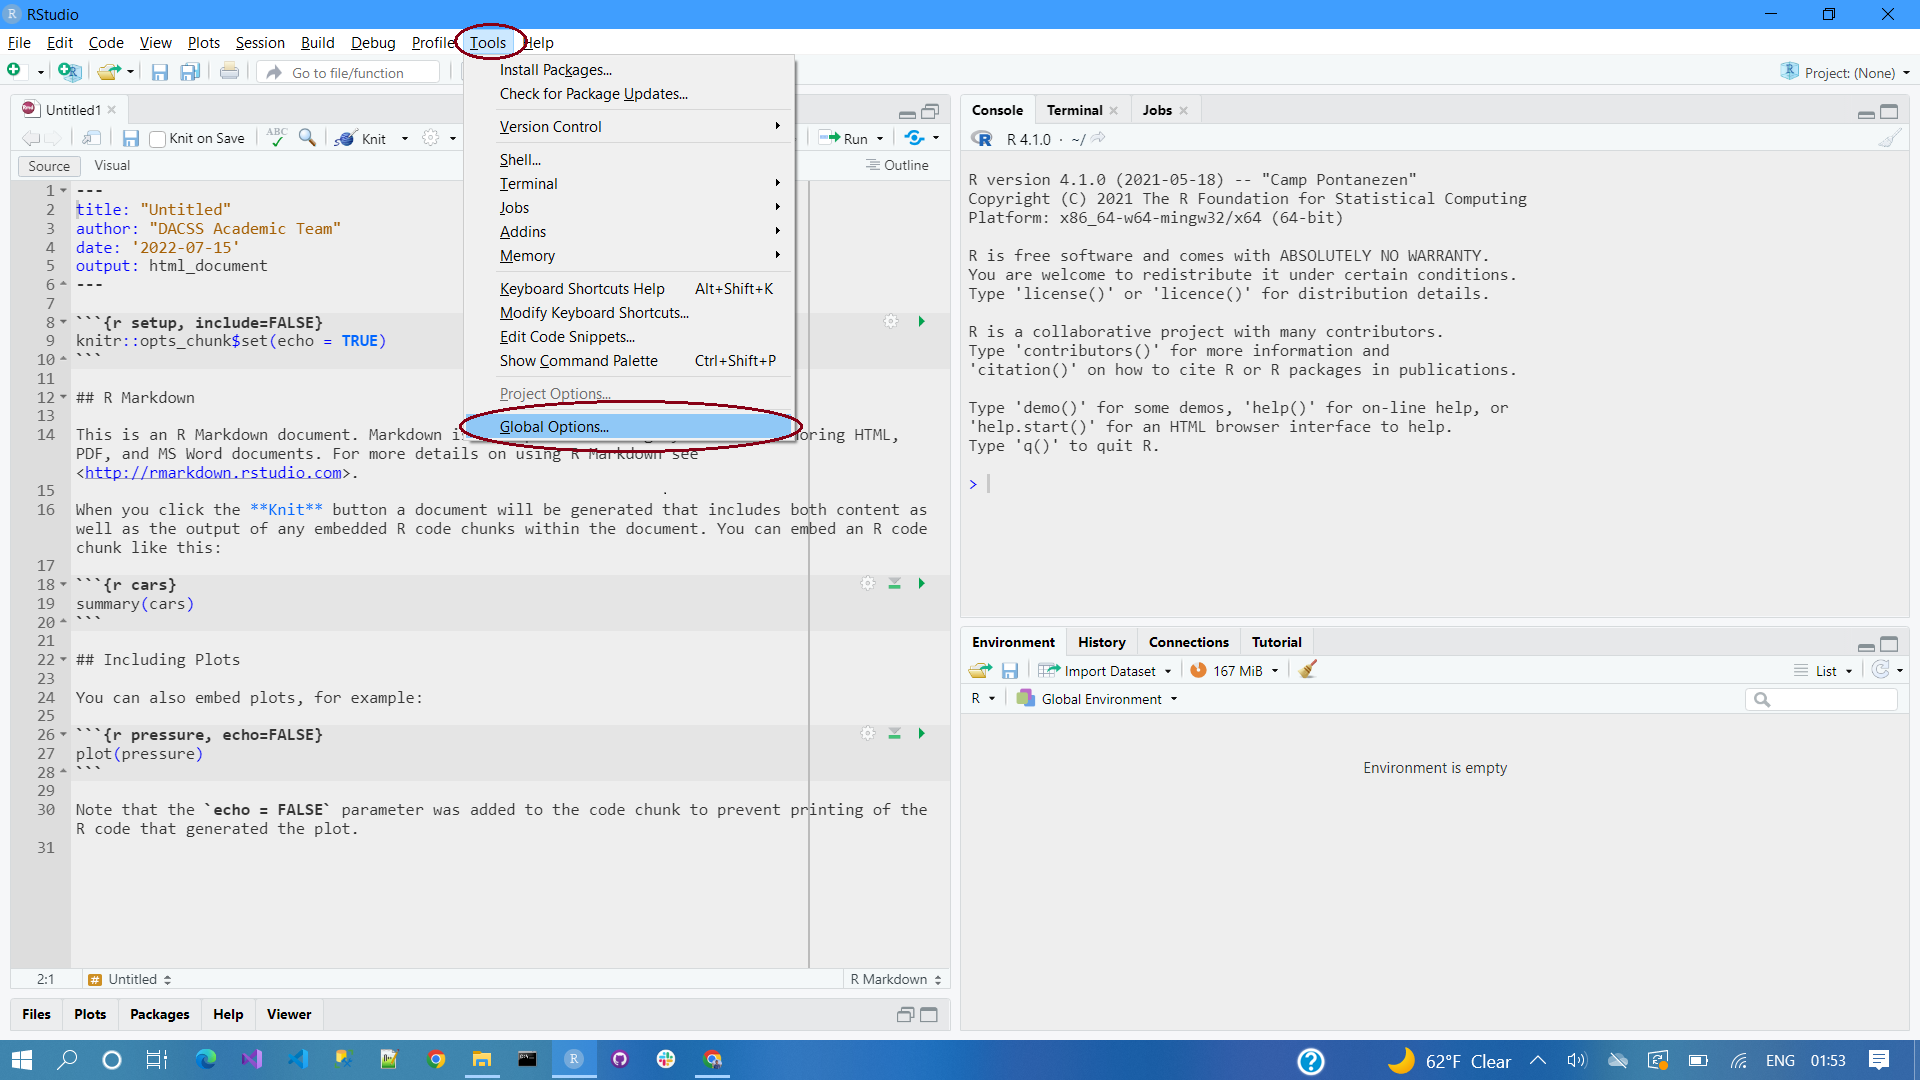 RStudio
File Edit Code View Plots Session Build Debug Profile Tools Help
Go to file/function
Project: (None)
Install Packages...
Check for Package Updates...
Version Control
Shell...
Terminal
Jobs
Addins
Memory
Keyboard Shortcuts Help Alt+Shift+K
Modify Keyboard Shortcuts...
Edit Code Snippets...
Show Command Palette Ctrl+Shift+P
Project Options...
Global Options...
Untitled1
Knit on Save ABC Knit Run
Source Visual Outline
1 ---
2 title: "Untitled"
3 author: "DACSS Academic Team"
4 date: '2022-07-15'
5 output: html_document
6 ---
7
8 ```{r setup, include=FALSE}
9 knitr::opts_chunk$set(echo = TRUE)
10 ```
11
12 ## R Markdown
13
14 This is an R Markdown document. Markdown HTML,
PDF, and MS Word documents. For more details on using R Markdown see
<http://rmarkdown.rstudio.com>.
15
16 When you click the **Knit** button a document will be generated that includes both content as
well as the output of any embedded R code chunks within the document. You can embed an R code
chunk like this:
17
18 ```{r cars}
19 summary(cars)
20 ```
21
22 ## Including Plots
23
24 You can also embed plots, for example:
25
26 ```{r pressure, echo=FALSE}
27 plot(pressure)
28 ```
29
30 Note that the `echo = FALSE` parameter was added to the code chunk to prevent printing of the
R code that generated the plot.
31
2:1 # Untitled R Markdown
Files Plots Packages Help Viewer
Console Terminal Jobs
R 4.1.0 · ~/
R version 4.1.0 (2021-05-18) -- "Camp Pontanezen"
Copyright (C) 2021 The R Foundation for Statistical Computing
Platform: x86_64-w64-mingw32/x64 (64-bit)
R is free software and comes with ABSOLUTELY NO WARRANTY.
You are welcome to redistribute it under certain conditions.
Type 'license()' or 'licence()' for distribution details.
R is a collaborative project with many contributors.
Type 'contributors()' for more information and
'citation()' on how to cite R or R packages in publications.
Type 'demo()' for some demos, 'help()' for on-line help, or
'help.start()' for an HTML browser interface to help.
Type 'q()' to quit R.
>
Environment History Connections Tutorial
Import Dataset 167 MiB List
R Global Environment
Environment is empty
62°F Clear ENG 01:53